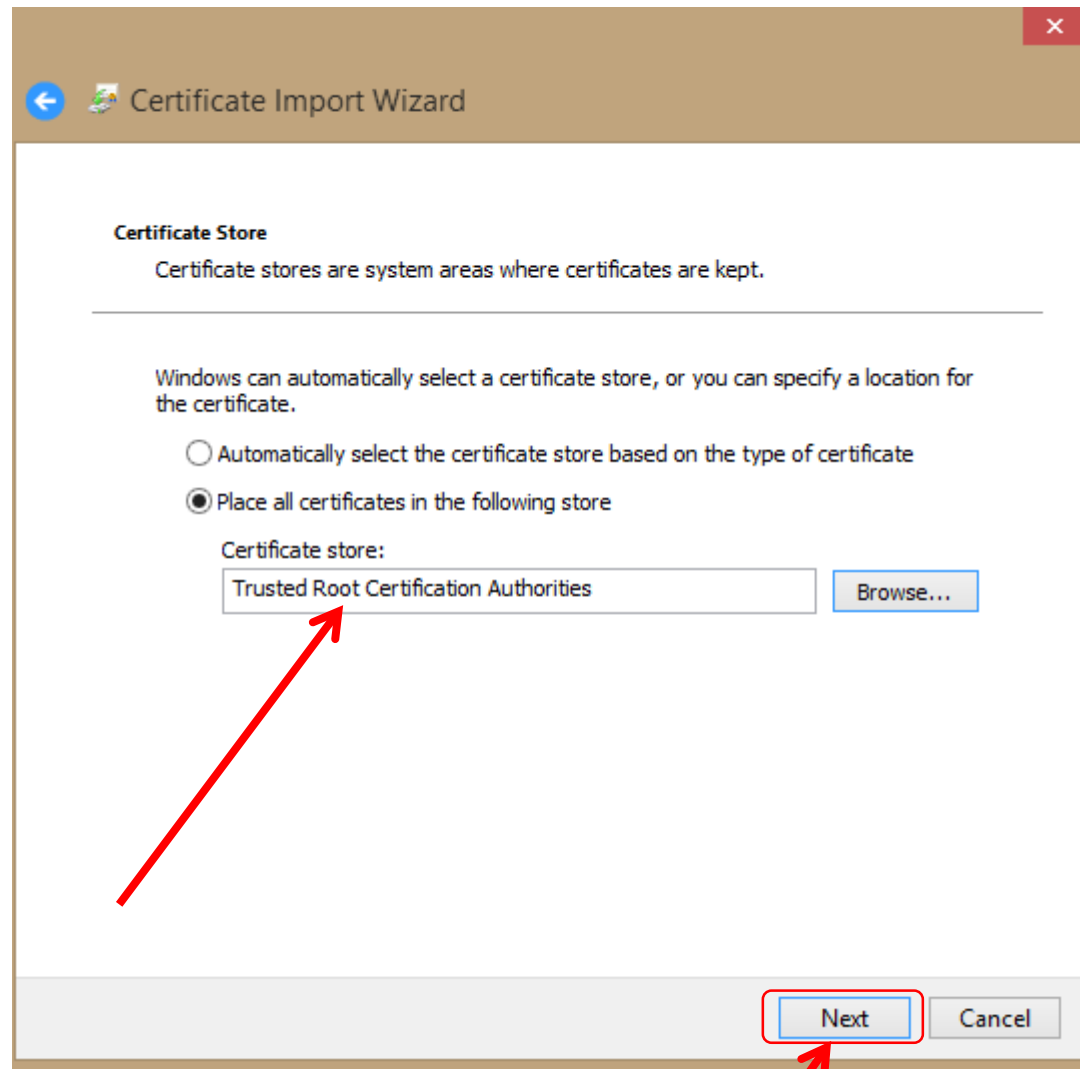 Certificate Import Wizard
Certificate Store
Certificate stores are system areas where certificates are kept.
Windows can automatically select a certificate store, or you can specify a location for
the certificate.
Automatically select the certificate store based on the type of certificate
Place all certificates in the following store
Certificate store:
Trusted Root Certification Authorities
Browse...
Next
Cancel